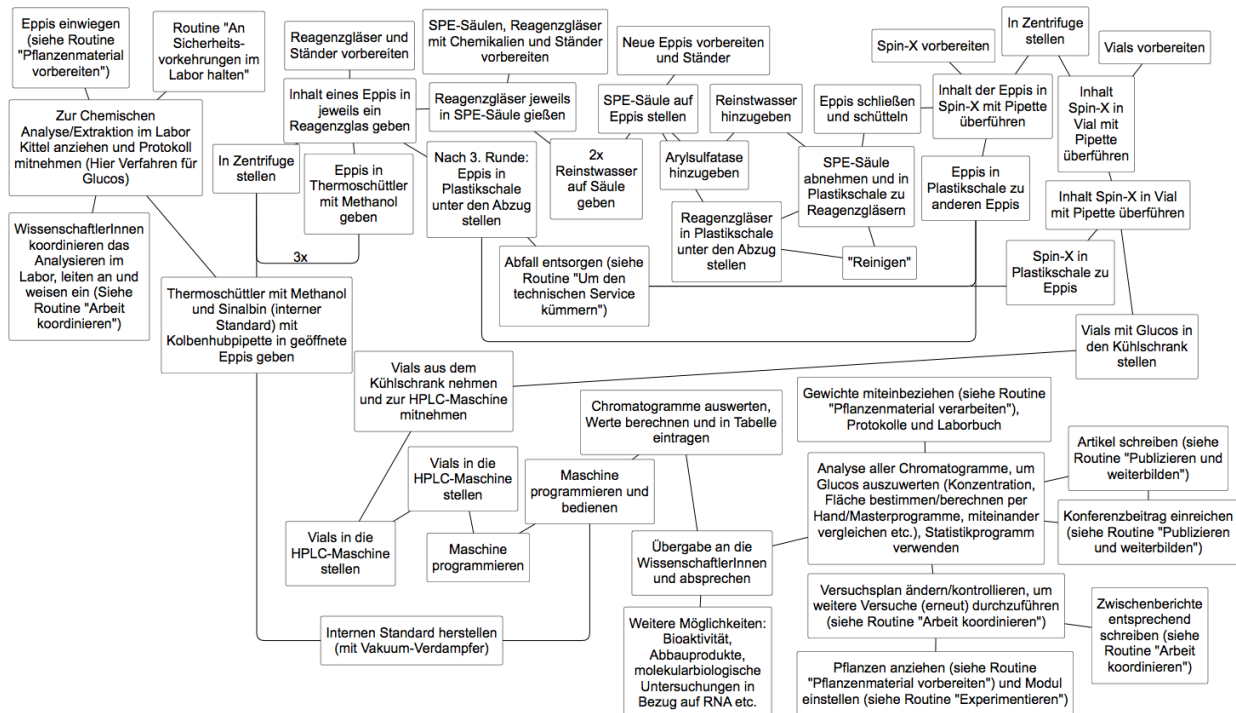 Eppis einwiegen
(siehe Routine
"Pflanzenmaterial
vorbereiten")
Routine "An
Sicherheits-
vorkehrungen im
Labor halten"
Reagenzgläser und
Ständer vorbereiten
SPE-Säulen, Reagenzgläser
mit Chemikalien und Ständer
vorbereiten
Neue Eppis vorbereiten
und Ständer
Spin-X vorbereiten
In Zentrifuge
stellen
Vials vorbereiten
Zur Chemischen
Analyse/Extraktion im Labor
Kittel anziehen und Protokoll
mitnehmen (Hier Verfahren für
Glucos)
Inhalt eines Eppis in
jeweils ein
Reagenzglas geben
Reagenzgläser jeweils
in SPE-Säule gießen
SPE-Säule auf
Eppis stellen
Reinstwasser
hinzugeben
Eppis schließen
und schütteln
Inhalt der Eppis in
Spin-X mit Pipette
überführen
Inhalt
Spin-X in
Vial mit
Pipette
überführen
In Zentrifuge
stellen
Eppis in
Thermoschüttler
mit Methanol
geben
Nach 3. Runde:
Eppis in
Plastikschale
unter den Abzug
stellen
2x
Reinstwasser
auf Säule
geben
Arylsulfatase
hinzugeben
SPE-Säule
abnehmen und in
Plastikschale zu
Reagenzgläsern
Eppis in
Plastikschale zu
anderen Eppis
Inhalt Spin-X in Vial
mit Pipette überführen
WissenschaftlerInnen
koordinieren das
Analysieren im
Labor, leiten an und
weisen ein (Siehe
Routine "Arbeit
koordinieren")
3x
Reagenzgläser
in Plastikschale
unter den Abzug
stellen
"Reinigen"
Spin-X in
Plastikschale zu
Eppis
Abfall entsorgen (siehe
Routine "Um den
technischen Service
kümmern")
Thermoschüttler mit Methanol
und Sinalbin (interner
Standard) mit
Kolbenhubpipette in geöffnete
Eppis geben
Vials mit Glucos in
den Kühlschrank
stellen
Vials aus dem
Kühlschrank nehmen
und zur HPLC-Maschine
mitnehmen
Chromatogramme auswerten,
Werte berechnen und in Tabelle
eintragen
Gewichte miteinbeziehen (siehe Routine
"Pflanzenmaterial verarbeiten"),
Protokolle und Laborbuch
Artikel schreiben (siehe
Routine "Publizieren und
weiterbilden")
Vials in die
HPLC-Maschine
stellen
Maschine
programmieren und
bedienen
Analyse aller Chromatogramme, um
Glucos auszuwerten (Konzentration,
Fläche bestimmen/berechnen per
Hand/Masterprogramme, miteinander
vergleichen etc.), Statistikprogramm
verwenden
Konferenzbeitrag einreichen
(siehe Routine "Publizieren
und weiterbilden")
Vials in die
HPLC-Maschine
stellen
Maschine
programmieren
Übergabe an die
WissenschaftlerInnen
und absprechen
Versuchsplan ändern/kontrollieren, um
weitere Versuche (erneut) durchzuführen
(siehe Routine "Arbeit koordinieren")
Zwischenberichte
entsprechend
schreiben (siehe
Routine "Arbeit
koordinieren")
Internen Standard herstellen
(mit Vakuum-Verdampfer)
Weitere Möglichkeiten:
Bioaktivität,
Abbauprodukte,
molekularbiologische
Untersuchungen in
Bezug auf RNA etc.
Pflanzen anziehen (siehe Routine
"Pflanzenmaterial vorbereiten") und Modul
einstellen (siehe Routine "Experimentieren")